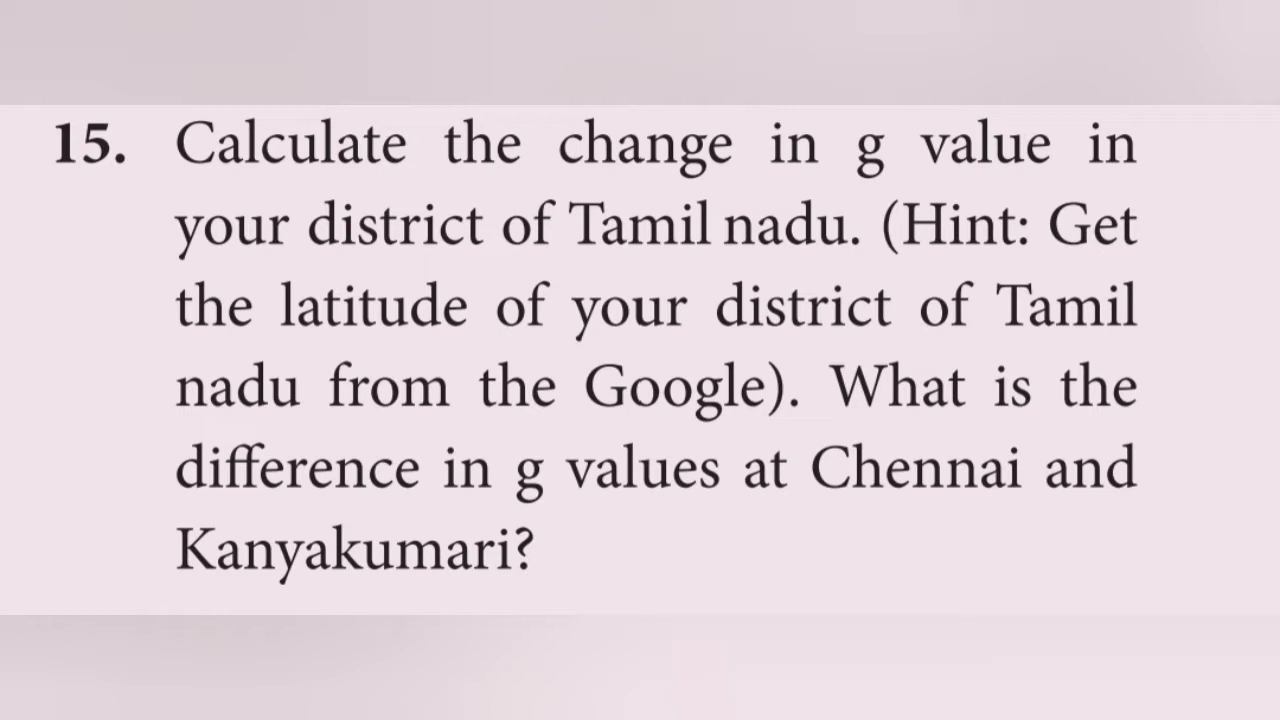 15. Calculate the change in g value in
your district of Tamil nadu. (Hint: Get
the latitude of your district of Tamil
nadu from the Google). What is the
difference in g values at Chennai and
Kanyakumari?